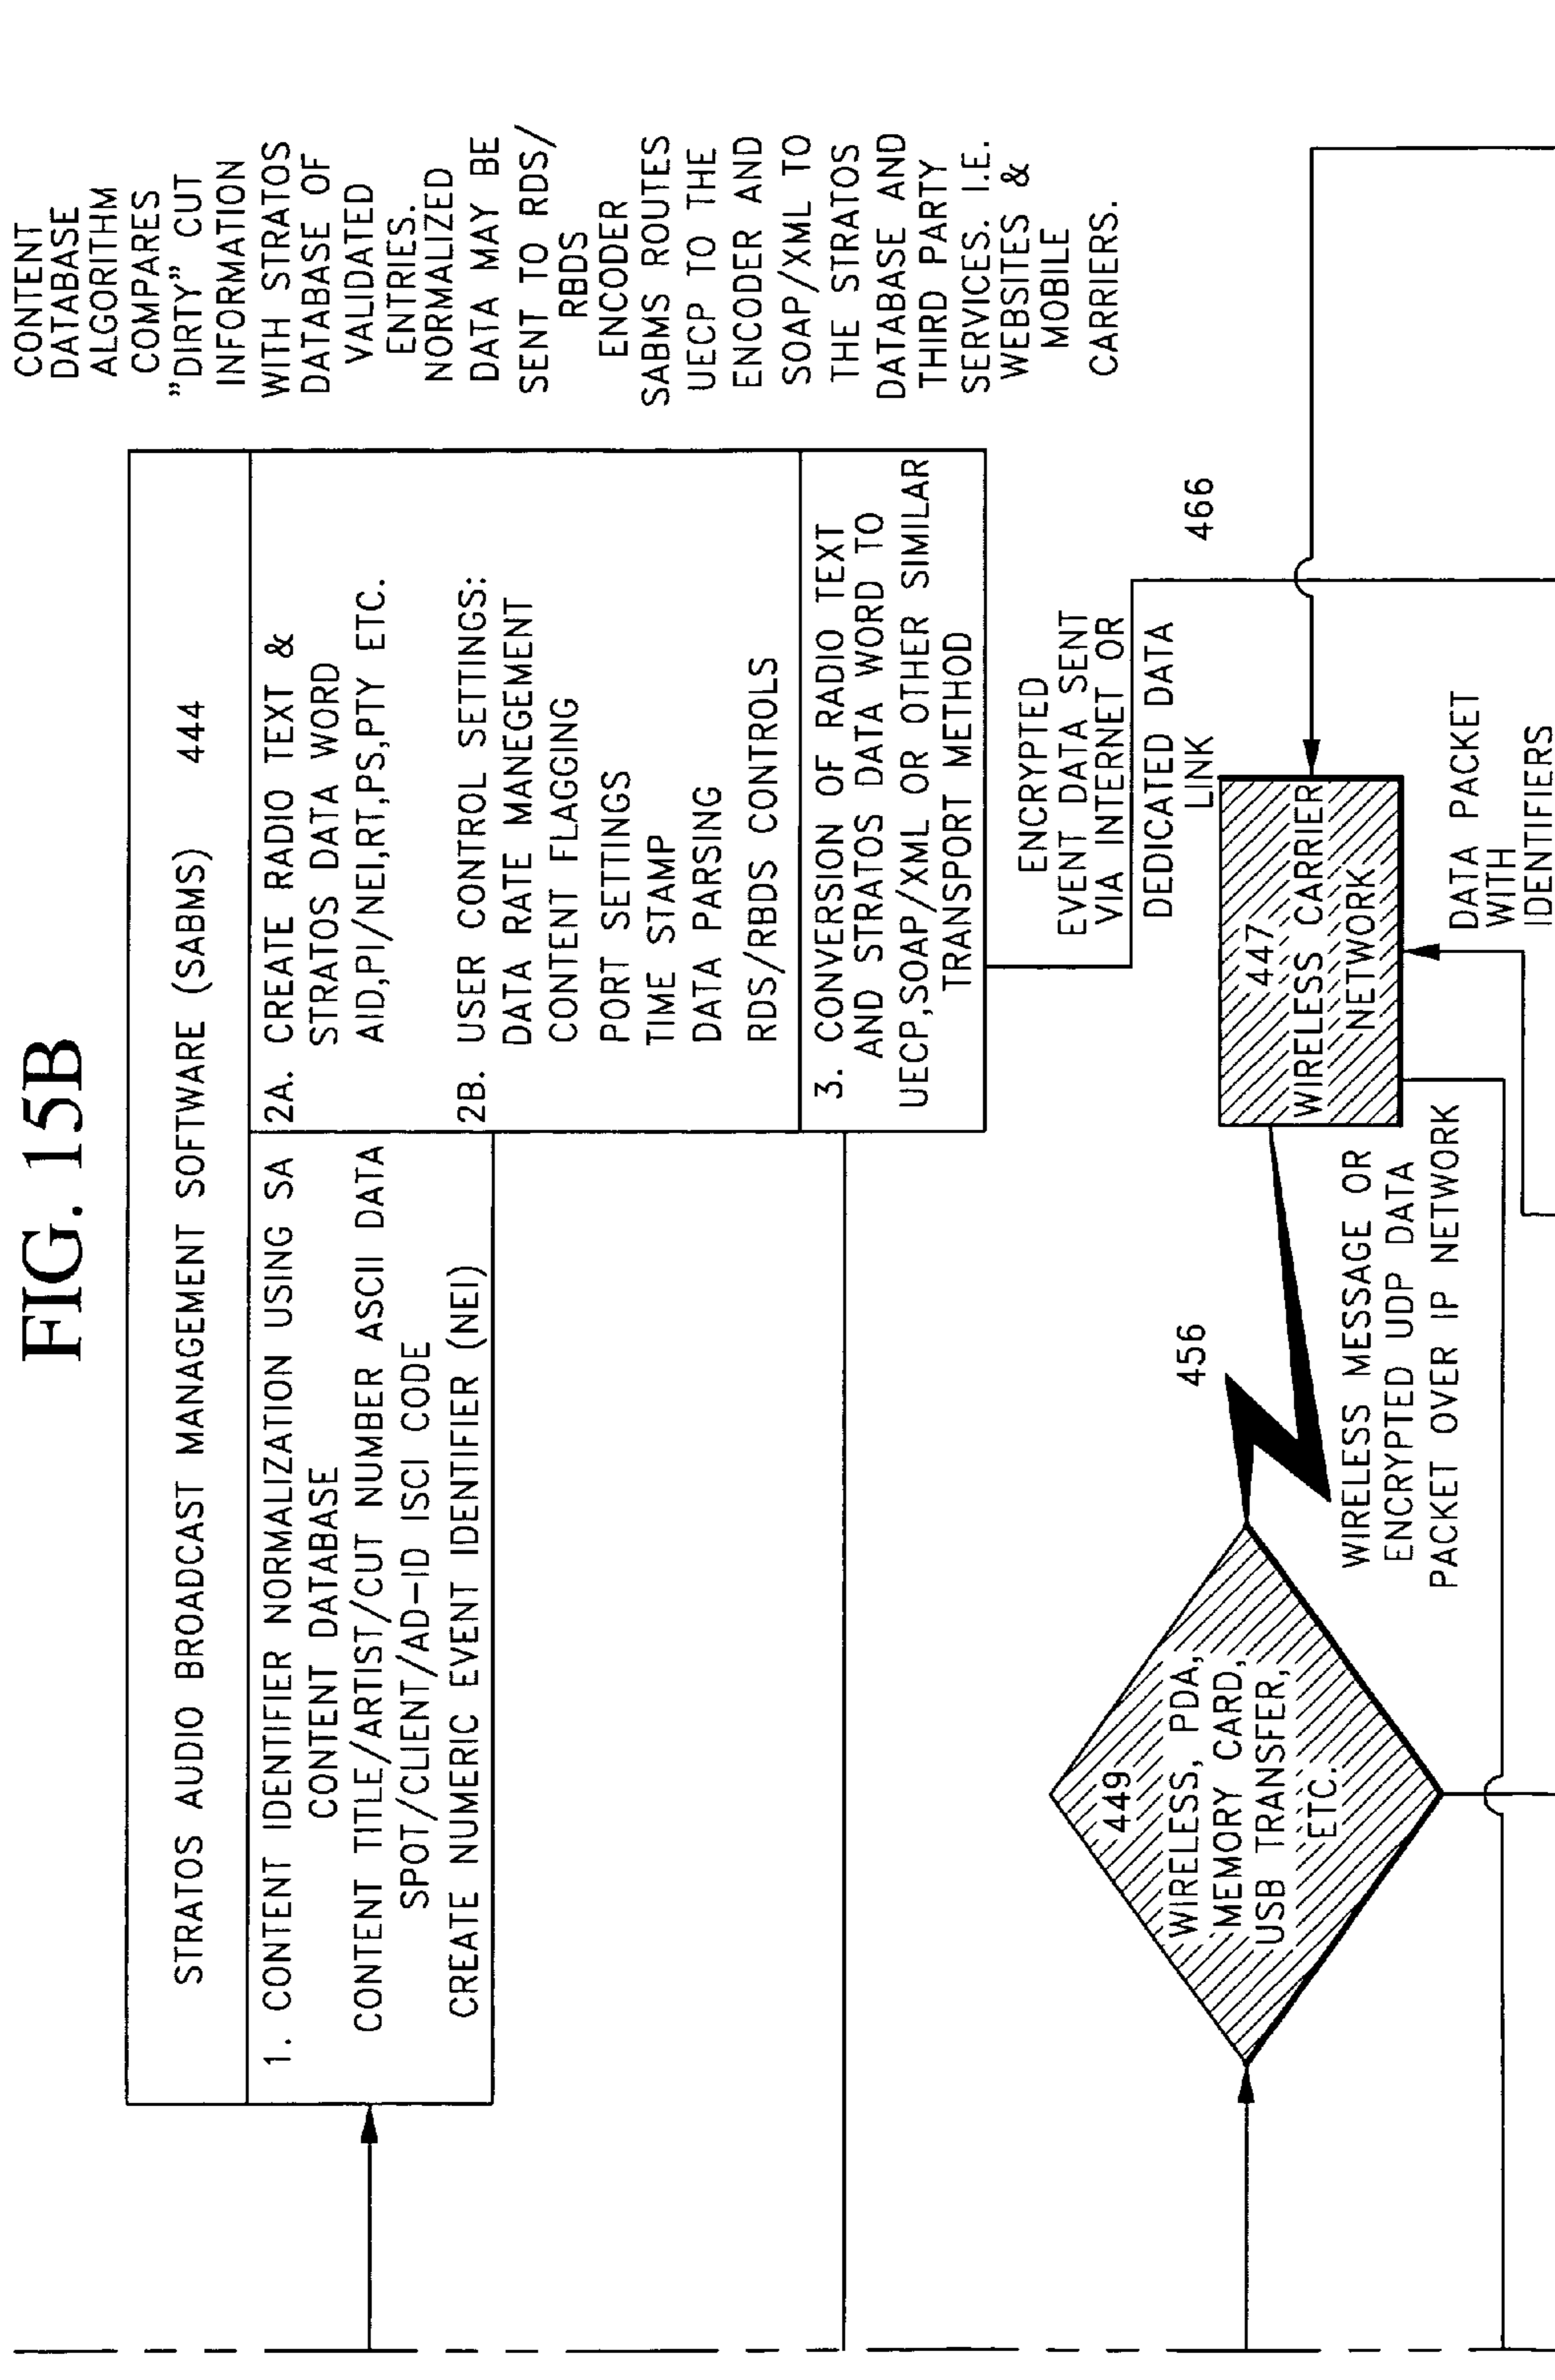 FIG. 15B
STRATOS AUDIO BROADCAST MANAGEMENT SOFTWARE (SABMS) 444
1. CONTENT IDENTIFIER NORMALIZATION USING SA
CONTENT DATABASE
CONTENT TITLE/ARTIST/CUT NUMBER ASCII DATA
SPOT/CLIENT/AD-ID ISCI CODE
CREATE NUMERIC EVENT IDENTIFIER (NEI)
2A. CREATE RADIO TEXT &
STRATOS DATA WORD
AID,PI/NEI,RT,PS,PTY ETC.
2B. USER CONTROL SETTINGS:
DATA RATE MANEGEMENT
CONTENT FLAGGING
PORT SETTINGS
TIME STAMP
DATA PARSING
RDS/RBDS CONTROLS
3. CONVERSION OF RADIO TEXT
AND STRATOS DATA WORD TO
UECP,SOAP/XML OR OTHER SIMILAR
TRANSPORT METHOD
CONTENT
DATABASE
ALGORITHM
COMPARES
"DIRTY" CUT
INFORMATION
WITH STRATOS
DATABASE OF
VALIDATED
ENTRIES.
NORMALIZED
DATA MAY BE
SENT TO RDS/
RBDS
ENCODER
SABMS ROUTES
UECP TO THE
ENCODER AND
SOAP/XML TO
THE STRATOS
DATABASE AND
THIRD PARTY
SERVICES. I.E.
WEBSITES &
MOBILE
CARRIERS.
ENCRYPTED
EVENT DATA SENT
VIA INTERNET OR
DEDICATED DATA
LINK
466
449
WIRELESS, PDA,
MEMORY CARD,
USB TRANSFER,
ETC.
456
WIRELESS MESSAGE OR
ENCRYPTED UDP DATA
PACKET OVER IP NETWORK
447
WIRELESS CARRIER
NETWORK
DATA PACKET
WITH
IDENTIFIERS